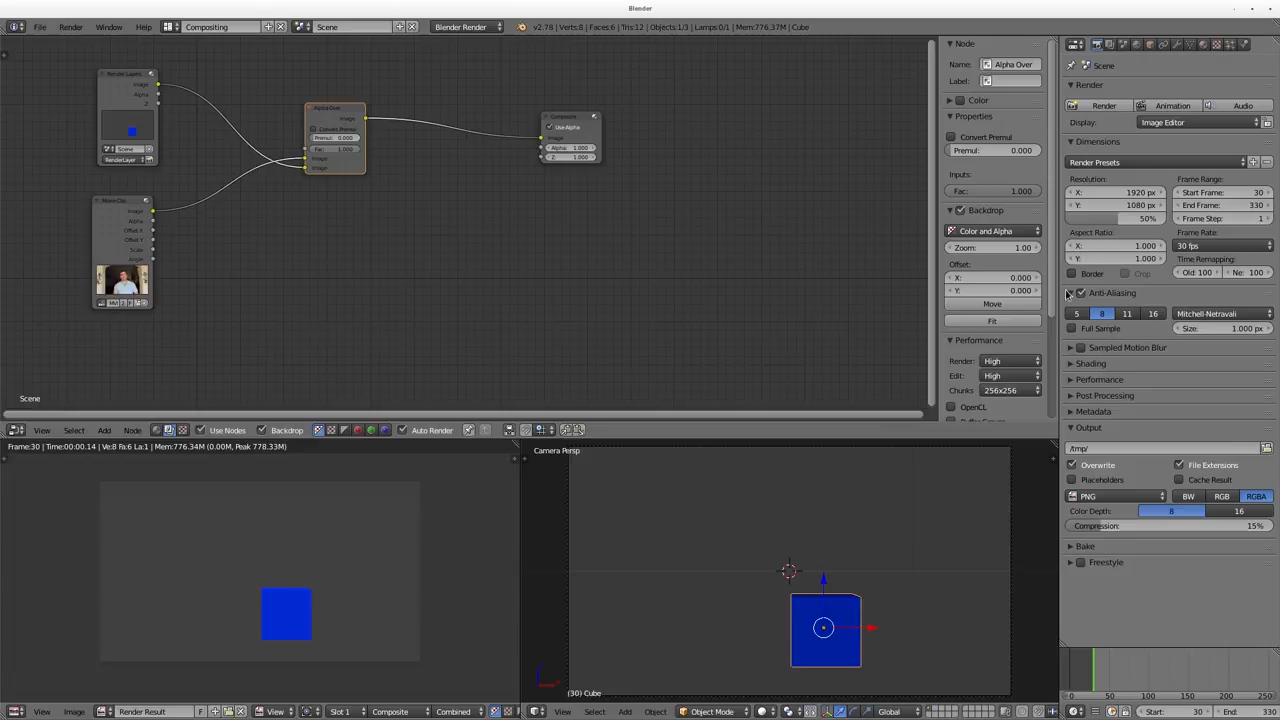 Blender
File Render Window Help Compositing Scene Blender Render v2.78 | Verts:8 | Faces:6 | Tris:12 | Objects:1/3 | Lamps:0/1 | Mem:776.37M | Cube
Render Layers
Image
Alpha
Z
Scene
RenderLayer
Movie Clip
Image
Alpha
Offset X
Offset Y
Scale
Angle
Alpha Over
Image
Convert Premul
Premul: 0.000
Fac: 1.000
Image
Image
Composite
Use Alpha
Image
Alpha: 1.000
Z: 1.000
Scene
Node
Name: Alpha Over
Label:
Color
Properties
Convert Premul
Premul: 0.000
Inputs:
Fac: 1.000
Backdrop
Color and Alpha
Zoom: 1.00
Offset:
X: 0.000
Y: 0.000
Move
Fit
Performance
Render: High
Edit: High
Chunks 256x256
OpenCL
View Select Add Node Use Nodes Backdrop Auto Render
Frame:30 | Time:00:00.14 | Ve:8 Fa:6 La:1 | Mem:776.34M (0.00M, Peak 778.33M)
View Image Render Result F View Slot 1 Composite Combined
Camera Persp
(30) Cube
View Select Add Object Object Mode Global
Scene
Render
Render Animation Audio
Display: Image Editor
Dimensions
Render Presets
Resolution: Frame Range:
X: 1920 px Start Frame: 30
Y: 1080 px End Frame: 330
50% Frame Step: 1
Aspect Ratio: Frame Rate:
X: 1.000 30 fps
Y: 1.000 Time Remapping:
Border Crop Old: 100 Ne: 100
Anti-Aliasing
5 8 11 16 Mitchell-Netravali
Full Sample Size: 1.000 px
Sampled Motion Blur
Shading
Performance
Post Processing
Metadata
Output
/tmp/
Overwrite File Extensions
Placeholders Cache Result
PNG BW RGB RGBA
Color Depth: 8 16
Compression: 15%
Bake
Freestyle
0 50 100 150 200 250
Start: 30 End: 330